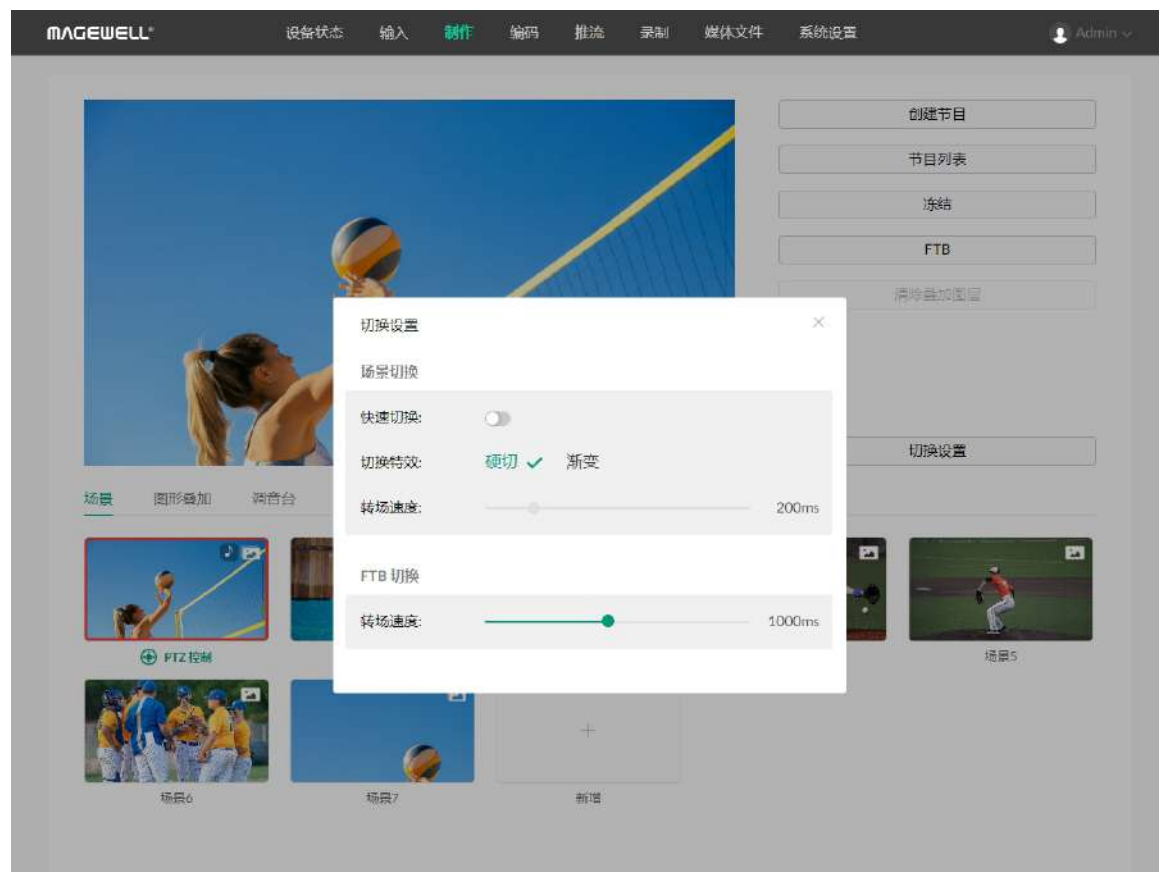 MAGEWELL® 设备状态 输入 制作 编码 推流 录制 媒体文件 系统设置 Admin
创建节目
节目列表
冻结
FTB
清除叠加图层
切换设置
场景切换
快速切换:
切换特效: 硬切 渐变
转场速度: 200ms
FTB 切换
转场速度: 1000ms
切换设置
场景 图形叠加 调音台
PTZ 控制
场景5
场景6 场景7 新增